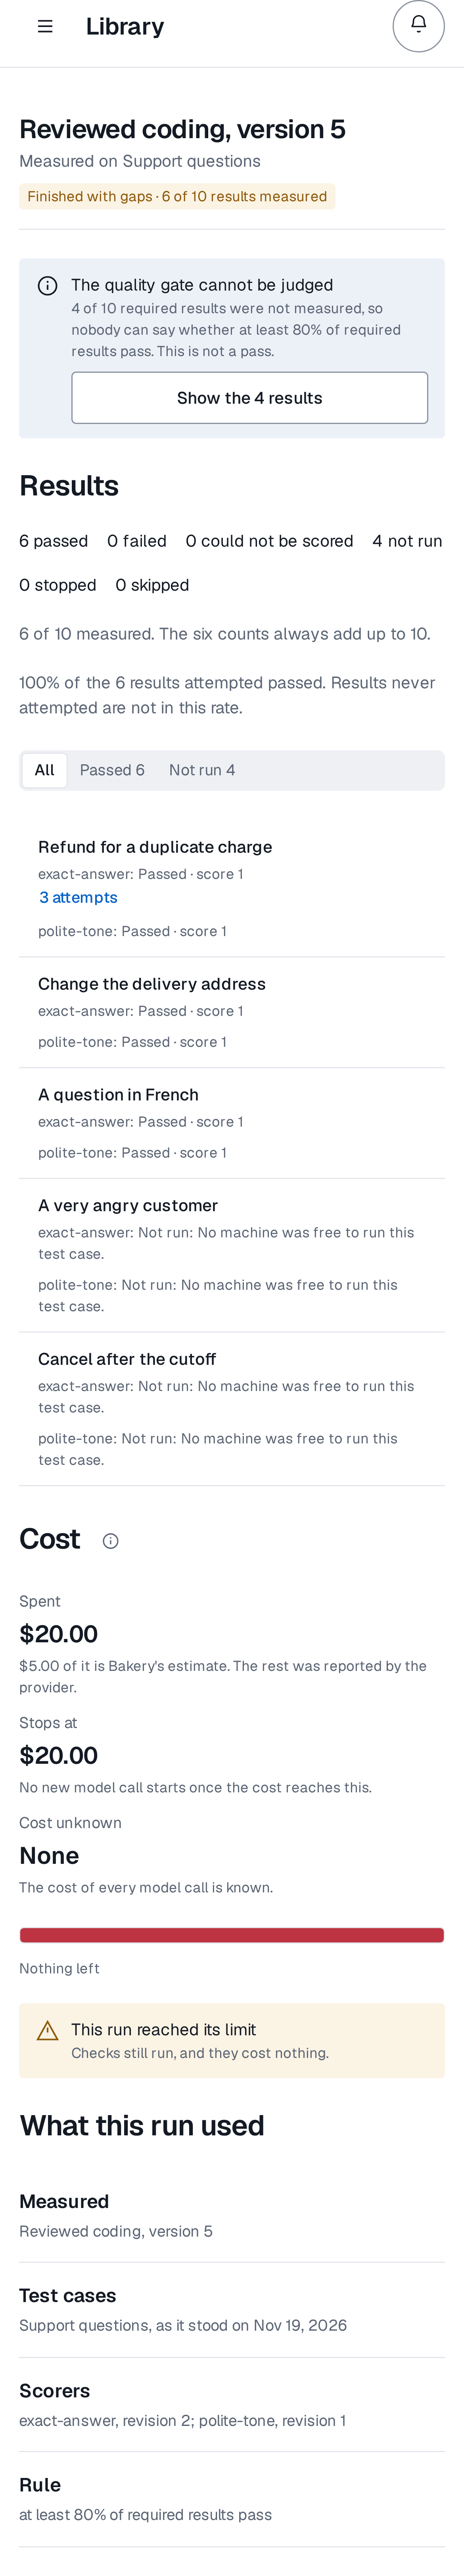 Library
Reviewed coding, version 5
Measured on Support questions
Finished with gaps · 6 of 10 results measured
The quality gate cannot be judged
4 of 10 required results were not measured, so
nobody can say whether at least 80% of required
results pass. This is not a pass.
Show the 4 results
Results
6 passed 0 failed 0 could not be scored 4 not run
0 stopped 0 skipped
6 of 10 measured. The six counts always add up to 10.
100% of the 6 results attempted passed. Results never
attempted are not in this rate.
All Passed 6 Not run 4
Refund for a duplicate charge
exact-answer: Passed · score 1
3 attempts
polite-tone: Passed · score 1
Change the delivery address
exact-answer: Passed · score 1
polite-tone: Passed · score 1
A question in French
exact-answer: Passed · score 1
polite-tone: Passed · score 1
A very angry customer
exact-answer: Not run: No machine was free to run this
test case.
polite-tone: Not run: No machine was free to run this
test case.
Cancel after the cutoff
exact-answer: Not run: No machine was free to run this
test case.
polite-tone: Not run: No machine was free to run this
test case.
Cost
Spent
$20.00
$5.00 of it is Bakery's estimate. The rest was reported by the
provider.
Stops at
$20.00
No new model call starts once the cost reaches this.
Cost unknown
None
The cost of every model call is known.
Nothing left
This run reached its limit
Checks still run, and they cost nothing.
What this run used
Measured
Reviewed coding, version 5
Test cases
Support questions, as it stood on Nov 19, 2026
Scorers
exact-answer, revision 2; polite-tone, revision 1
Rule
at least 80% of required results pass